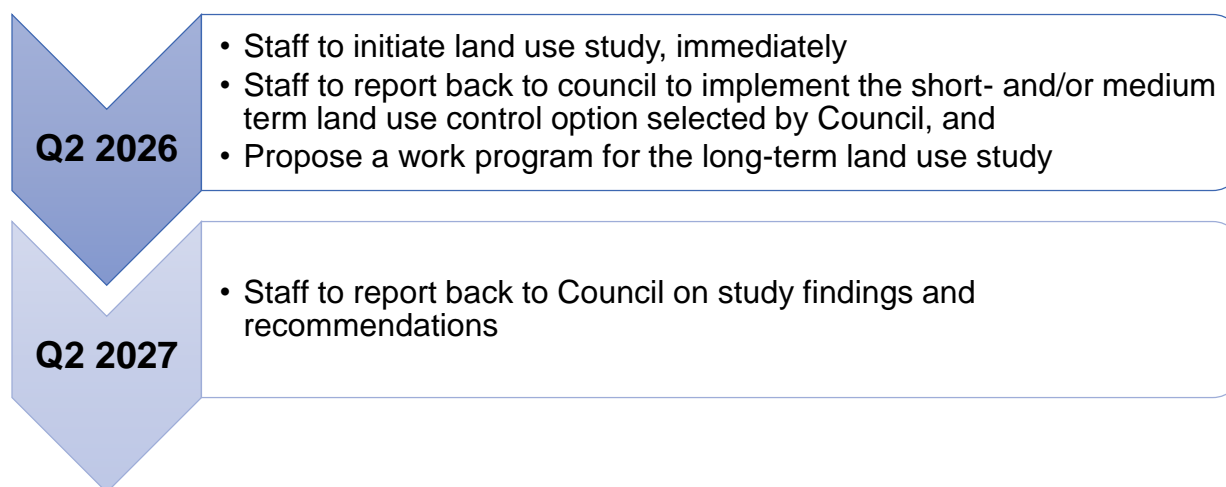 Q2 2026
• Staff to initiate land use study, immediately
• Staff to report back to council to implement the short- and/or medium
term land use control option selected by Council, and
• Propose a work program for the long-term land use study
Q2 2027
• Staff to report back to Council on study findings and
recommendations